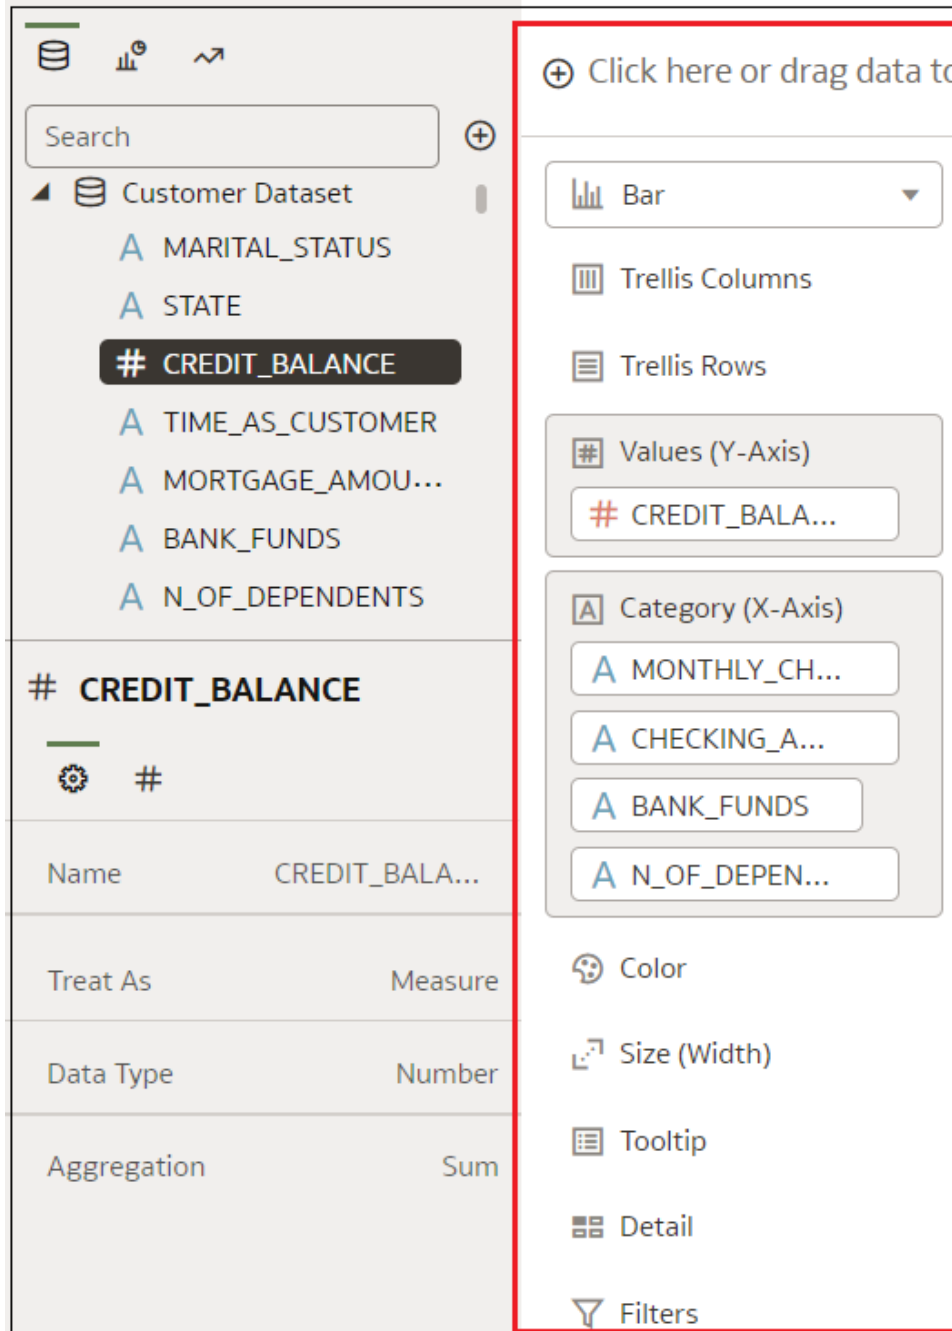 Search
Customer Dataset
A MARITAL_STATUS
A STATE
# CREDIT_BALANCE
A TIME_AS_CUSTOMER
A MORTGAGE_AMOU...
A BANK_FUNDS
A N_OF_DEPENDENTS
# CREDIT_BALANCE
#
Name CREDIT_BALA...
Treat As Measure
Data Type Number
Aggregation Sum
Click here or drag data to
Bar
Trellis Columns
Trellis Rows
# Values (Y-Axis)
# CREDIT_BALA...
A Category (X-Axis)
A MONTHLY_CH...
A CHECKING_A...
A BANK_FUNDS
A N_OF_DEPEN...
Color
Size (Width)
Tooltip
Detail
Filters